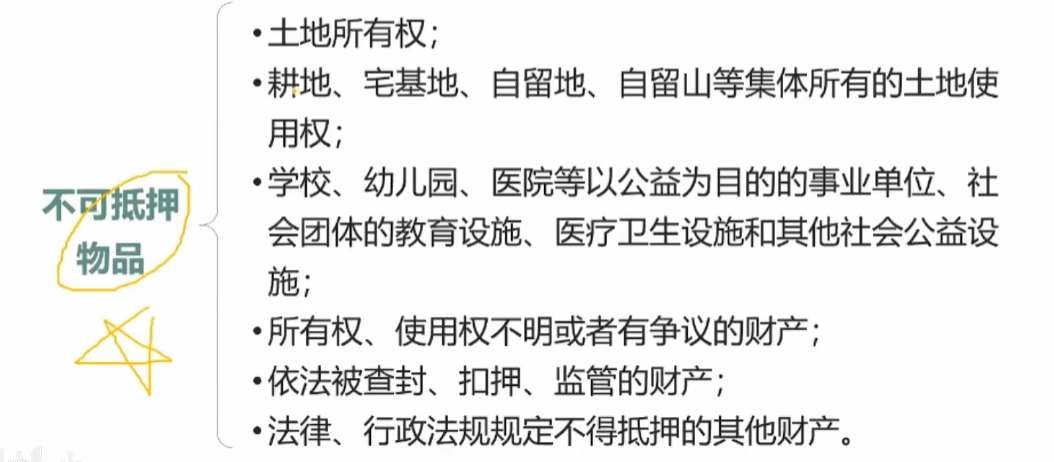 不可抵押
物品
•土地所有权；
•耕地、宅基地、自留地、自留山等集体所有的土地使
用权；
•学校、幼儿园、医院等以公益为目的的事业单位、社
会团体的教育设施、医疗卫生设施和其他社会公益设
施；
•所有权、使用权不明或者有争议的财产；
•依法被查封、扣押、监管的财产；
•法律、行政法规规定不得抵押的其他财产。